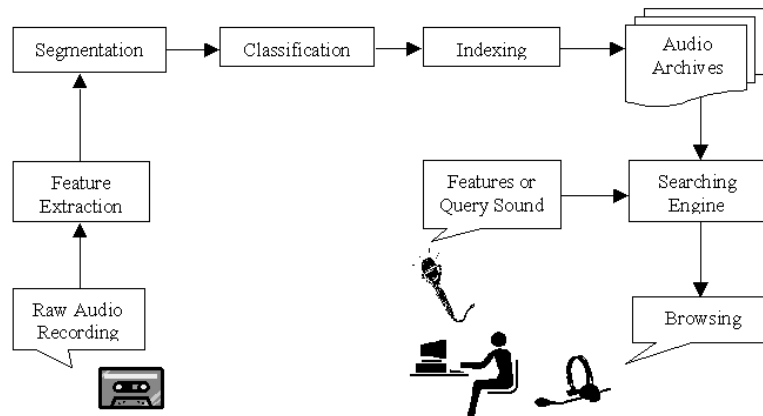 Segmentation
Classification
Indexing
Audio
Archives
Feature
Extraction
Features or
Query Sound
Searching
Engine
Raw Audio
Recording
Browsing